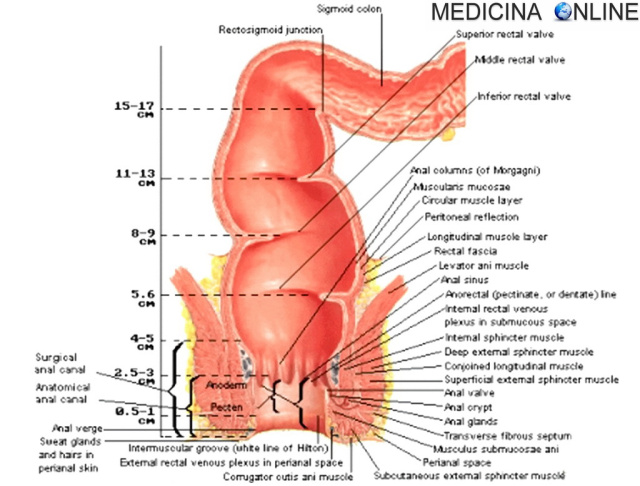 MEDICINA ONLINE
Sigmoid colon
Rectosigmoid junction
Superior rectal valve
Middle rectal valve
Inferior rectal valve
15-17
CM
11-13
CM
8-9
CM
5.6
CM
4-5
CM
2.5-3
CM
0.5-1
CM
Anal columns (of Morgagni)
Muscularis mucosae
Circular muscle layer
Peritoneal reflection
Longitudinal muscle layer
Rectal fascia
Levator ani muscle
Anal sinus
Anorectal (pectinate, or dentate) line
Internal rectal venous
plexus in submucous space
Internal sphincter muscle
Deep external sphincter muscle
Conjoined longitudinal muscle
Superficial external sphincter muscle
Anal valve
Anal crypt
Anal glands
Transverse fibrous septum
Musculus submucosae ani
Perianal space
Subcutaneous external sphincter muscle
Surgical
anal canal
Anatomical
anal canal
Anoderm
Pecten
Anal verge
Sweat glands
and hairs in
perianal skin
Intermuscular groove (white line of Hilton)
External rectal venous plexus in perianal space
Corrugator cutis ani muscle